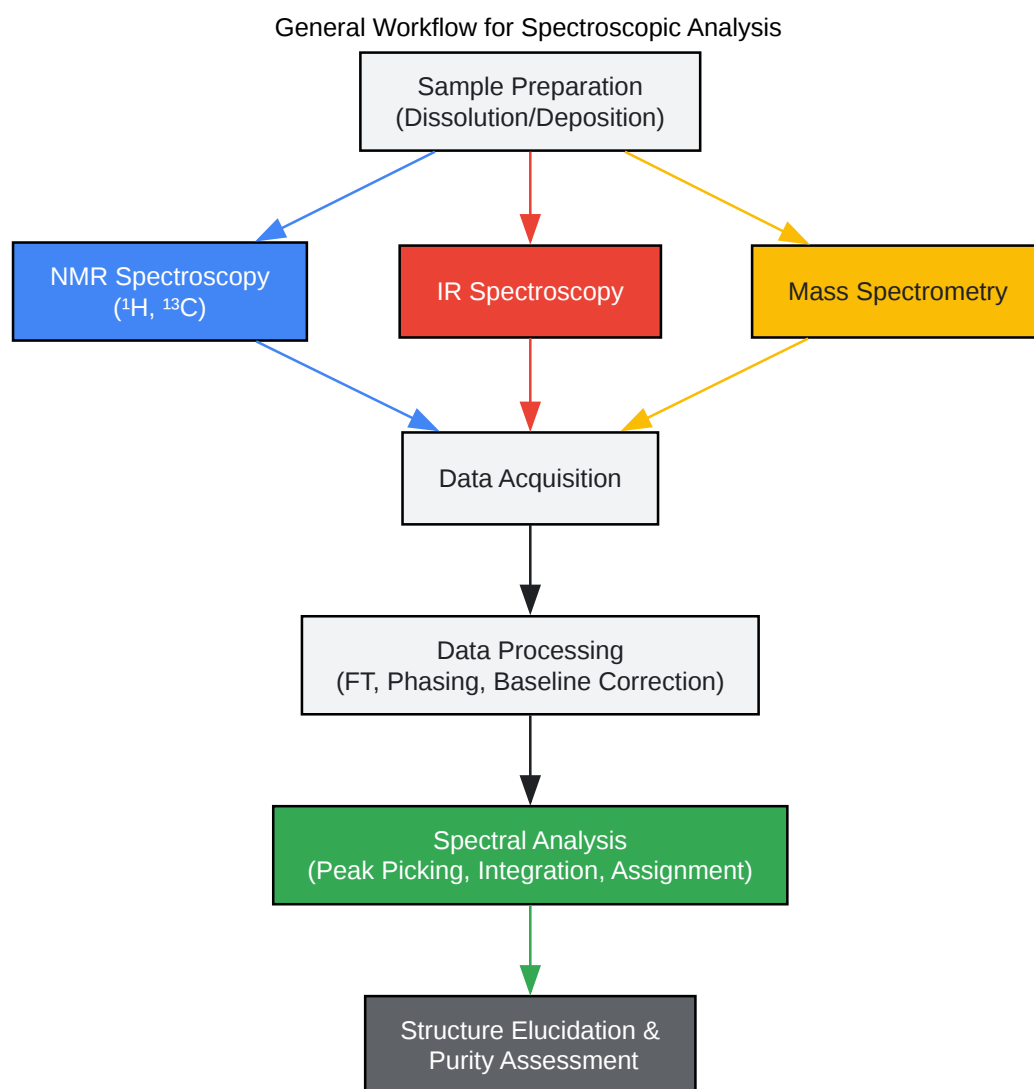 General Workflow for Spectroscopic Analysis
Sample Preparation
(Dissolution/Deposition)
NMR Spectroscopy
(¹H, ¹³C)
IR Spectroscopy
Mass Spectrometry
Data Acquisition
Data Processing
(FT, Phasing, Baseline Correction)
Spectral Analysis
(Peak Picking, Integration, Assignment)
Structure Elucidation &
Purity Assessment